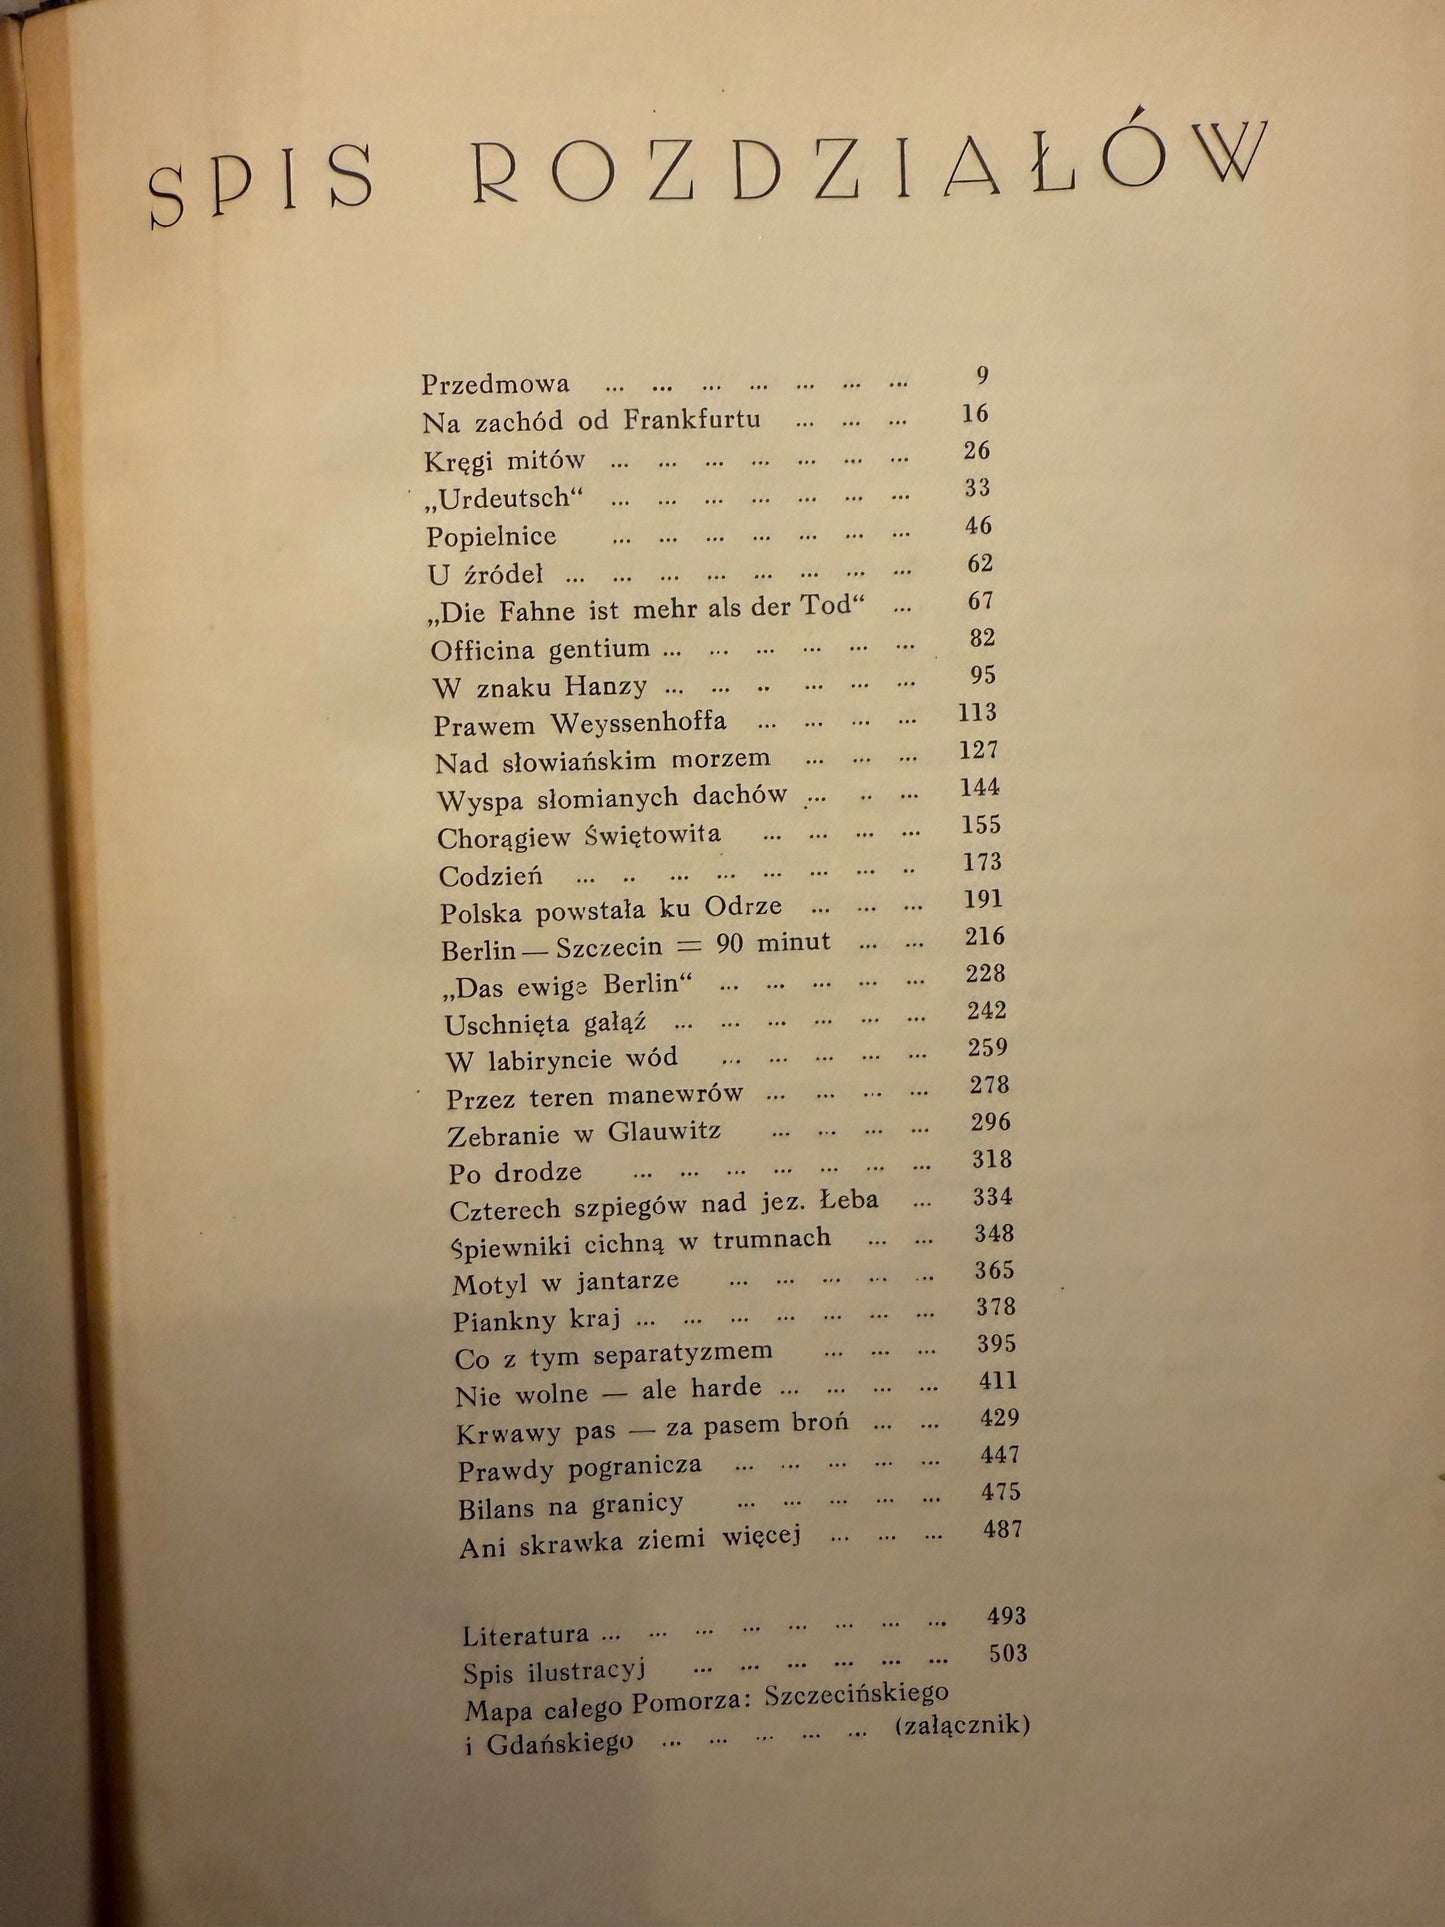 SPIS ROZDZIAŁÓW
Przedmowa ... ... ... ... ... ... ... 9
Na zachód od Frankfurtu ... ... ... 16
Kręgi mitów ... ... ... ... ... ... ... 26
„Urdeutsch“ ... ... ... ... ... ... ... 33
Popielnice ... ... ... ... ... ... ... 46
U źródeł ... ... ... ... ... ... ... ... 62
„Die Fahne ist mehr als der Tod“ ... 67
Officina gentium ... ... ... ... ... ... 82
W znaku Hanzy ... ... .. ... ... ... 95
Prawem Weyssenhoffa ... ... ... ... 113
Nad słowiańskim morzem ... ... ... 127
Wyspa słomianych dachów ... .. ... 144
Chorągiew Świętowita ... ... ... ... 155
Codzień ... .. ... ... ... ... ... .. 173
Polska powstała ku Odrze ... ... ... 191
Berlin — Szczecin = 90 minut ... ... 216
„Das ewige Berlin“ ... ... ... ... ... 228
Uschnięta gałąź ... ... ... ... ... ... 242
W labiryncie wód ... ... ... ... ... 259
Przez teren manewrów ... ... ... ... 278
Zebranie w Glauwitz ... ... ... ... 296
Po drodze ... ... ... ... ... ... ... 318
Czterech szpiegów nad jez. Łeba ... 334
Śpiewniki cichną w trumnach ... ... 348
Motyl w jantarze ... ... ... ... ... 365
Piankny kraj ... ... ... ... ... ... ... 378
Co z tym separatyzmem ... ... ... 395
Nie wolne — ale harde ... ... ... ... 411
Krwawy pas — za pasem broń ... ... 429
Prawdy pogranicza ... ... ... ... ... 447
Bilans na granicy ... ... ... ... ... 475
Ani skrawka ziemi więcej ... ... ... 487
Literatura ... ... ... ... ... ... ... ... 493
Spis ilustracyj ... ... ... ... ... ... 503
Mapa całego Pomorza: Szczecińskiego
i Gdańskiego ... ... ... ... ... (załącznik)